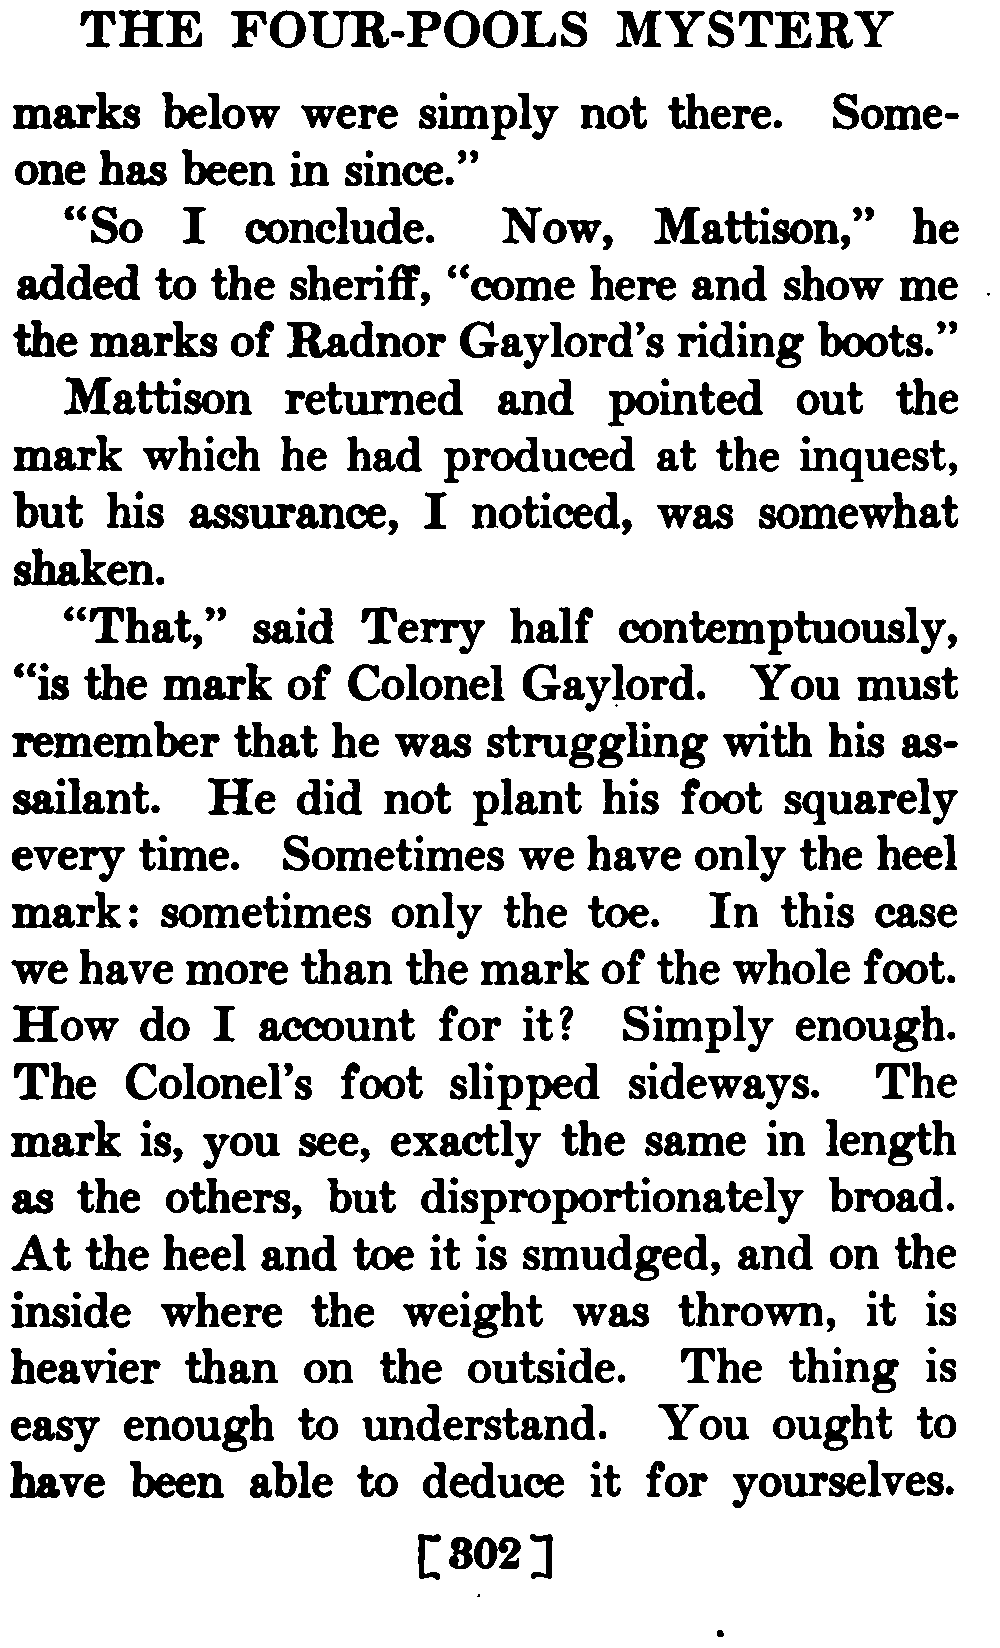 THE FOUR-POOLS MYSTERY
marks below were simply not there. Some-
one has been in since.”
“So I conclude. Now, Mattison,” he
added to the sheriff, “come here and show me
the marks of Radnor Gaylord’s riding boots.”
Mattison returned and pointed out the
mark which he had produced at the inquest,
but his assurance, I noticed, was somewhat
shaken.
“That,” said Terry half contemptuously,
“is the mark of Colonel Gaylord. You must
remember that he was struggling with his as-
sailant. He did not plant his foot squarely
every time. Sometimes we have only the heel
mark: sometimes only the toe. In this case
we have more than the mark of the whole foot.
How do I account for it? Simply enough.
The Colonel’s foot slipped sideways. The
mark is, you see, exactly the same in length
as the others, but disproportionately broad.
At the heel and toe it is smudged, and on the
inside where the weight was thrown, it is
heavier than on the outside. The thing is
easy enough to understand. You ought to
have been able to deduce it for yourselves.
[302]